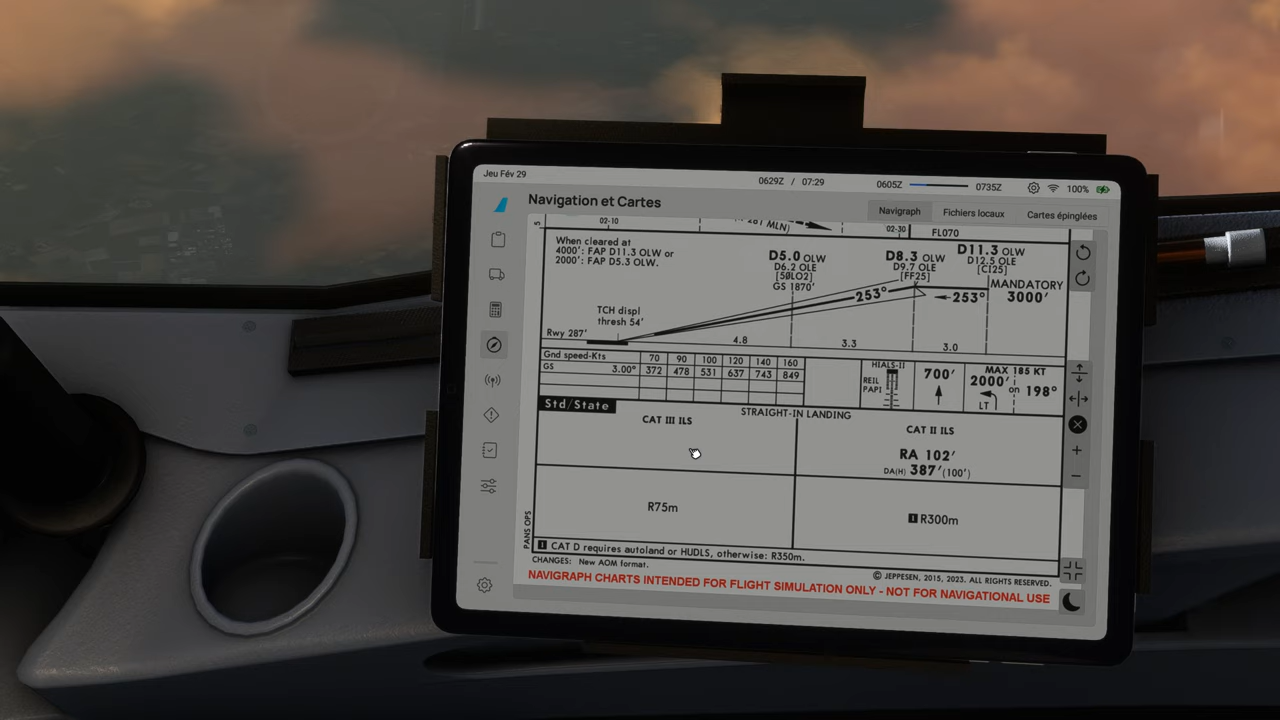 Jeu Fév 29
0629Z / 07:29
0605Z
0735Z
100%
Navigation et Cartes
Navigraph
Fichiers locaux
Cartes épinglées
02-10
MLN)
02-30
FL070
When cleared at
4000': FAP D11.3 OLW or
2000': FAP D5.3 OLW.
D5.0 OLW
D6.2 OLE
[50LO2]
GS 1870'
D8.3 OLW
D9.7 OLE
[FF25]
D11.3 OLW
D12.5 OLE
[CI25]
MANDATORY
3000'
253°
253°
TCH displ
thresh 54'
Rwy 287'
4.8
3.3
3.0
Gnd speed-Kts 70 90 100 120 140 160
GS 3.00° 372 478 531 637 743 849
HIALS-II
REIL
PAPI
700'
MAX 185 KT
2000' on 198°
LT
Std/State
STRAIGHT-IN LANDING
CAT III ILS
CAT II ILS
RA 102'
DA(H) 387'(100')
R75m
1 R300m
PANS OPS
1 CAT D requires autoland or HUDLS, otherwise: R350m.
CHANGES: New AOM format.
© JEPPESEN, 2015, 2023. ALL RIGHTS RESERVED.
NAVIGRAPH CHARTS INTENDED FOR FLIGHT SIMULATION ONLY - NOT FOR NAVIGATIONAL USE